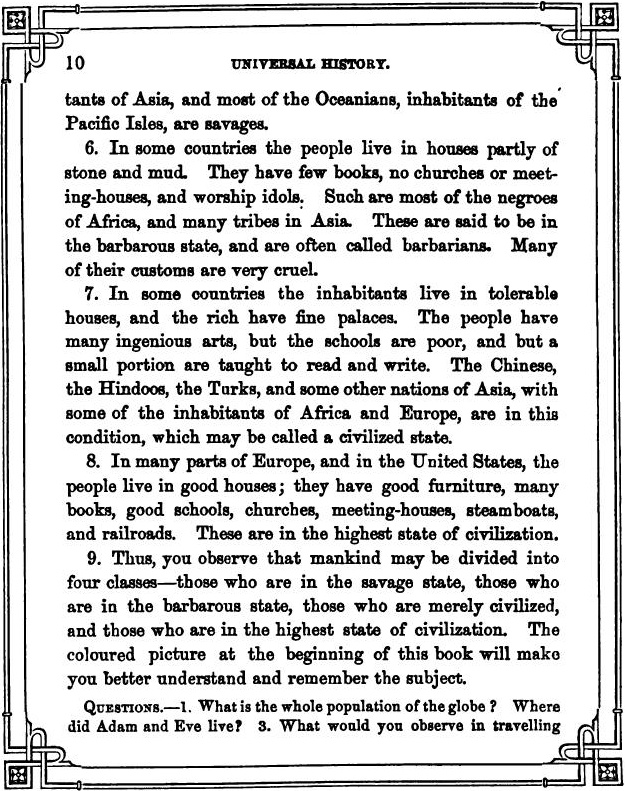 10 UNIVERSAL HISTORY.
tants of Asia, and most of the Oceanians, inhabitants of the
Pacific Isles, are savages.
6. In some countries the people live in houses partly of
stone and mud. They have few books, no churches or meet-
ing-houses, and worship idols. Such are most of the negroes
of Africa, and many tribes in Asia. These are said to be in
the barbarous state, and are often called barbarians. Many
of their customs are very cruel.
7. In some countries the inhabitants live in tolerable
houses, and the rich have fine palaces. The people have
many ingenious arts, but the schools are poor, and but a
small portion are taught to read and write. The Chinese,
the Hindoos, the Turks, and some other nations of Asia, with
some of the inhabitants of Africa and Europe, are in this
condition, which may be called a civilized state.
8. In many parts of Europe, and in the United States, the
people live in good houses; they have good furniture, many
books, good schools, churches, meeting-houses, steamboats,
and railroads. These are in the highest state of civilization.
9. Thus, you observe that mankind may be divided into
four classes—those who are in the savage state, those who
are in the barbarous state, those who are merely civilized,
and those who are in the highest state of civilization. The
coloured picture at the beginning of this book will make
you better understand and remember the subject.
QUESTIONS.—1. What is the whole population of the globe? Where
did Adam and Eve live? 3. What would you observe in travelling